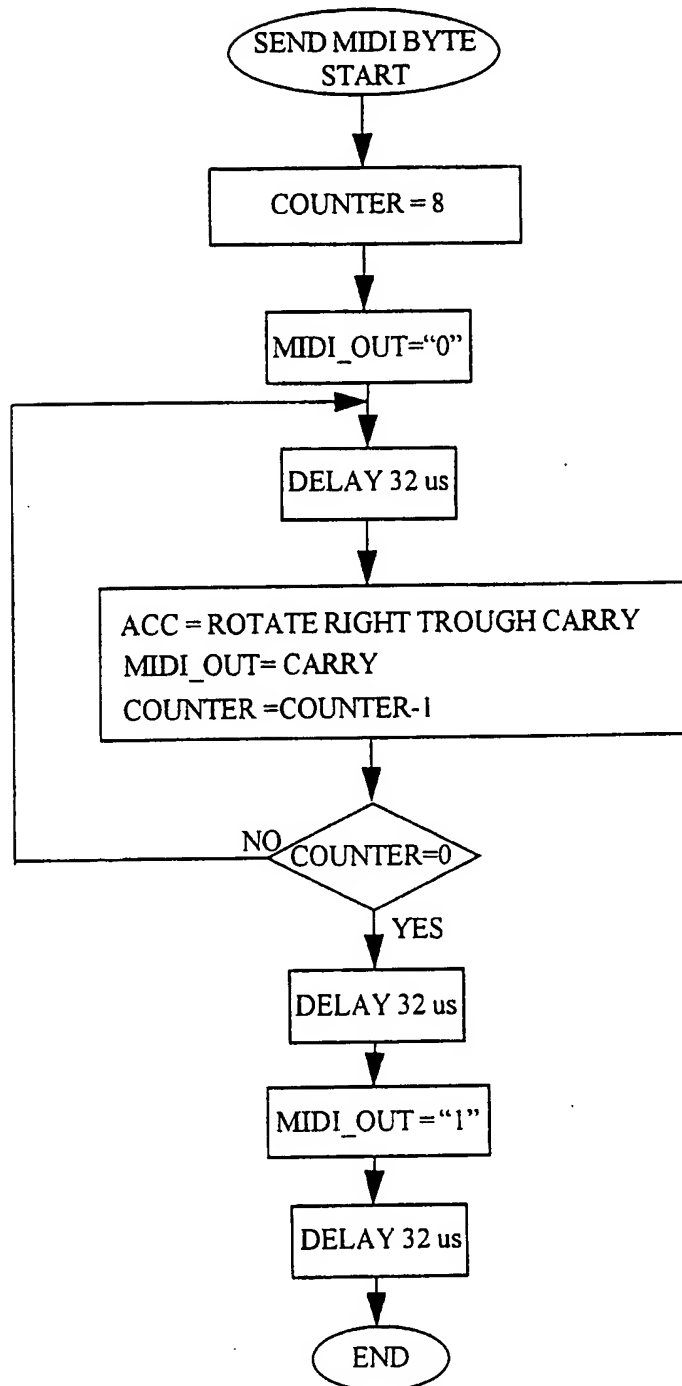 SEND MIDI BYTE
START
COUNTER = 8
MIDI_OUT=“0”
DELAY 32 us
ACC = ROTATE RIGHT TROUGH CARRY
MIDI_OUT= CARRY
COUNTER =COUNTER-1
NO
COUNTER=0
YES
DELAY 32 us
MIDI_OUT = “1”
DELAY 32 us
END